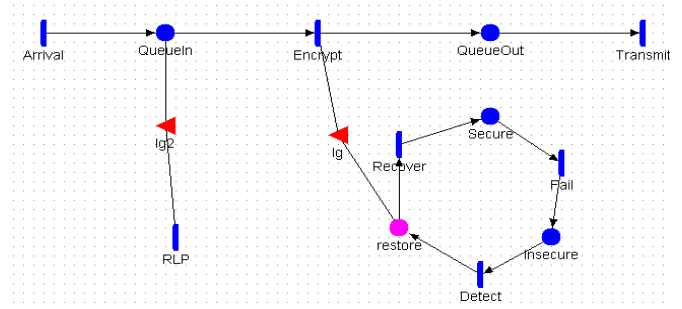 Arrival
QueueIn
Encrypt
QueueOut
Transmit
Ig2
Ig
Recover
Secure
Fail
restore
Insecure
RLP
Detect